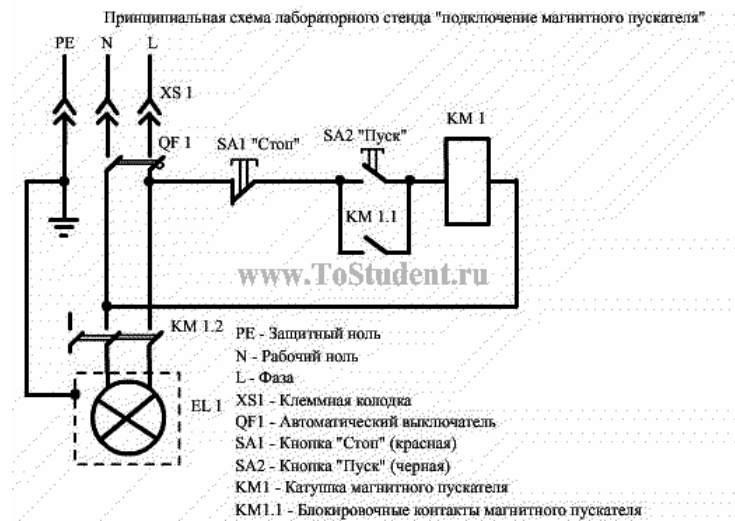 Принципиальная схема лабораторного стенда "подключение магнитного пускателя"
PE N L
XS 1
QF 1
SA1 "Стоп"
SA2 "Пуск"
KM 1
KM 1.1
www.ToStudent.ru
KM 1.2
EL 1
PE - Защитный ноль
N - Рабочий ноль
L - Фаза
XS1 - Клеммная колодка
QF1 - Автоматический выключатель
SA1 - Кнопка "Стоп" (красная)
SA2 - Кнопка "Пуск" (черная)
KM1 - Катушка магнитного пускателя
KM1.1 - Блокировочные контакты магнитного пускателя